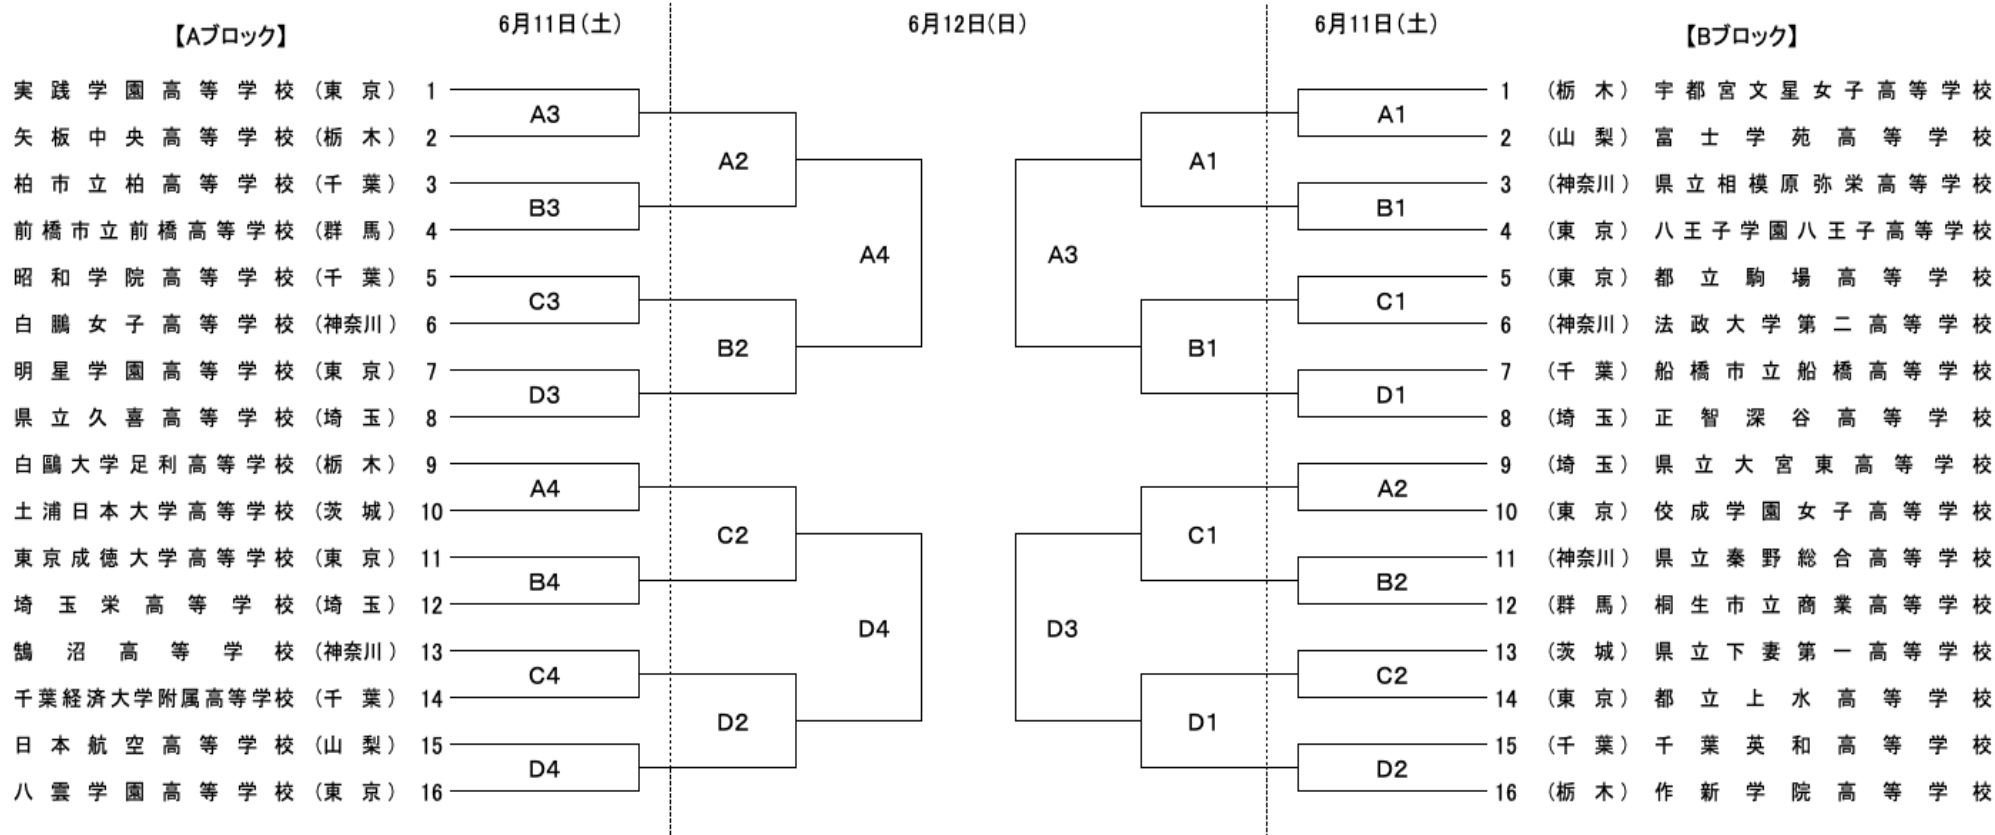 【Aブロック】 6月11日(土) 6月12日(日) 6月11日(土) 【Bブロック】
実践学園高等学校 (東京) 1 1 (栃木) 宇都宮文星女子高等学校
A3 A1
矢板中央高等学校 (栃木) 2 2 (山梨) 富士学苑高等学校
A2 A1
柏市立柏高等学校 (千葉) 3 3 (神奈川) 県立相模原弥栄高等学校
B3 B1
前橋市立前橋高等学校 (群馬) 4 4 (東京) 八王子学園八王子高等学校
A4 A3
昭和学院高等学校 (千葉) 5 5 (東京) 都立駒場高等学校
C3 C1
白鵬女子高等学校 (神奈川) 6 6 (神奈川) 法政大学第二高等学校
B2 B1
明星学園高等学校 (東京) 7 7 (千葉) 船橋市立船橋高等学校
D3 D1
県立久喜高等学校 (埼玉) 8 8 (埼玉) 正智深谷高等学校
白鷗大学足利高等学校 (栃木) 9 9 (埼玉) 県立大宮東高等学校
A4 A2
土浦日本大学高等学校 (茨城) 10 10 (東京) 佼成学園女子高等学校
C2 C1
東京成徳大学高等学校 (東京) 11 11 (神奈川) 県立秦野総合高等学校
B4 B2
埼玉栄高等学校 (埼玉) 12 12 (群馬) 桐生市立商業高等学校
D4 D3
鵠沼高等学校 (神奈川) 13 13 (茨城) 県立下妻第一高等学校
C4 C2
千葉経済大学附属高等学校 (千葉) 14 14 (東京) 都立上水高等学校
D2 D1
日本航空高等学校 (山梨) 15 15 (千葉) 千葉英和高等学校
D4 D2
八雲学園高等学校 (東京) 16 16 (栃木) 作新学院高等学校